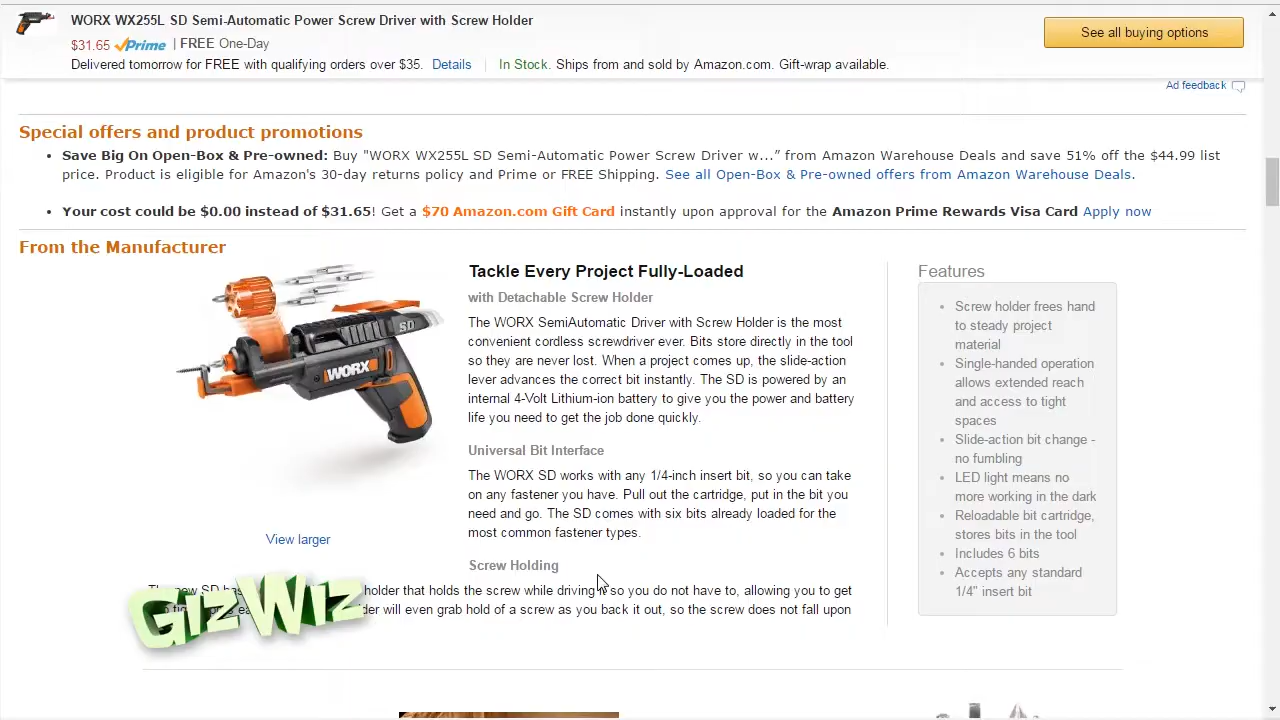 WORX WX255L SD Semi-Automatic Power Screw Driver with Screw Holder
$31.65 Prime | FREE One-Day
See all buying options
Delivered tomorrow for FREE with qualifying orders over $35. Details | In Stock. Ships from and sold by Amazon.com. Gift-wrap available.
Ad feedback
Special offers and product promotions
• Save Big On Open-Box & Pre-owned: Buy "WORX WX255L SD Semi-Automatic Power Screw Driver w...” from Amazon Warehouse Deals and save 51% off the $44.99 list
price. Product is eligible for Amazon's 30-day returns policy and Prime or FREE Shipping. See all Open-Box & Pre-owned offers from Amazon Warehouse Deals.
• Your cost could be $0.00 instead of $31.65! Get a $70 Amazon.com Gift Card instantly upon approval for the Amazon Prime Rewards Visa Card Apply now
From the Manufacturer
SD
WORX
View larger
Tackle Every Project Fully-Loaded
with Detachable Screw Holder
The WORX SemiAutomatic Driver with Screw Holder is the most
convenient cordless screwdriver ever. Bits store directly in the tool
so they are never lost. When a project comes up, the slide-action
lever advances the correct bit instantly. The SD is powered by an
internal 4-Volt Lithium-ion battery to give you the power and battery
life you need to get the job done quickly.
Universal Bit Interface
The WORX SD works with any 1/4-inch insert bit, so you can take
on any fastener you have. Pull out the cartridge, put in the bit you
need and go. The SD comes with six bits already loaded for the
most common fastener types.
Screw Holding
SD holder that holds the screw while driving so you do not have to, allowing you to get
will even grab hold of a screw as you back it out, so the screw does not fall upon
GizWiz
Features
• Screw holder frees hand
to steady project
material
• Single-handed operation
allows extended reach
and access to tight
spaces
• Slide-action bit change -
no fumbling
• LED light means no
more working in the dark
• Reloadable bit cartridge,
stores bits in the tool
• Includes 6 bits
• Accepts any standard
1/4" insert bit